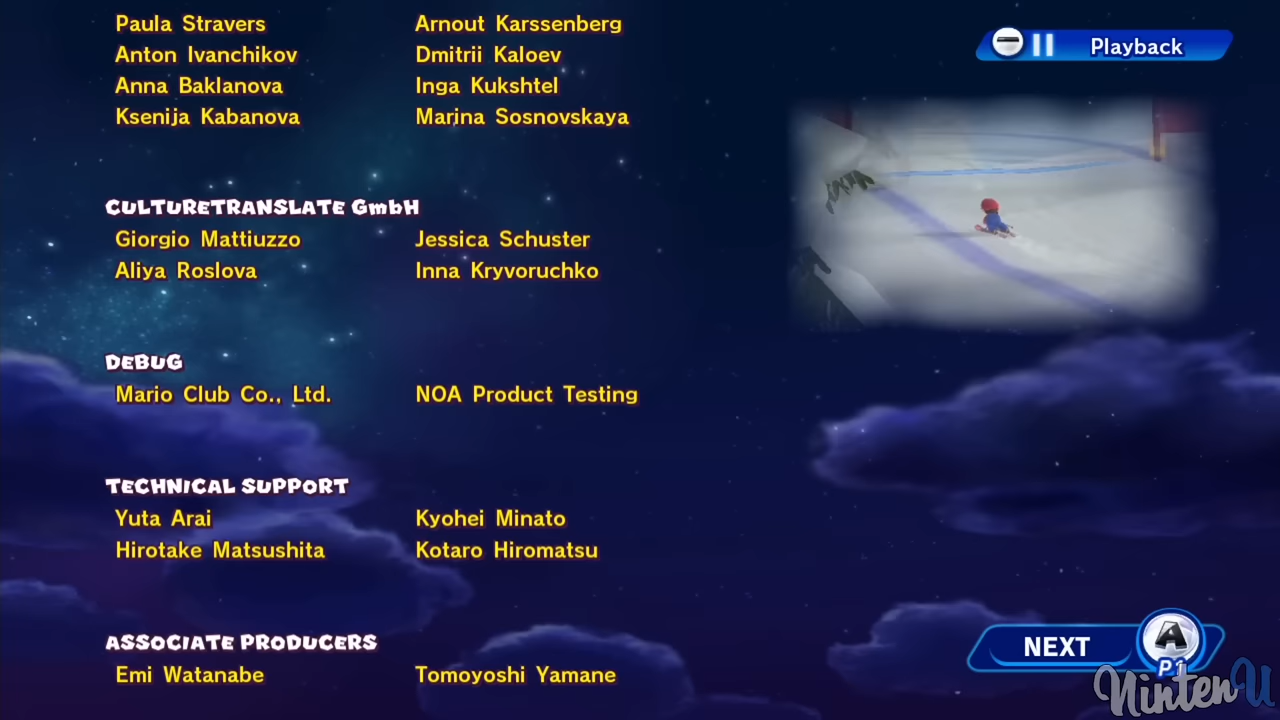 Paula Stravers Arnout Karssenberg
Anton Ivanchikov Dmitrii Kaloev
Anna Baklanova Inga Kukshtel
Ksenija Kabanova Marina Sosnovskaya
Playback
CULTURETRANSLATE GmbH
Giorgio Mattiuzzo Jessica Schuster
Aliya Roslova Inna Kryvoruchko
DEBUG
Mario Club Co., Ltd. NOA Product Testing
TECHNICAL SUPPORT
Yuta Arai Kyohei Minato
Hirotake Matsushita Kotaro Hiromatsu
ASSOCIATE PRODUCERS
Emi Watanabe Tomoyoshi Yamane
NEXT A
P1
NintenU